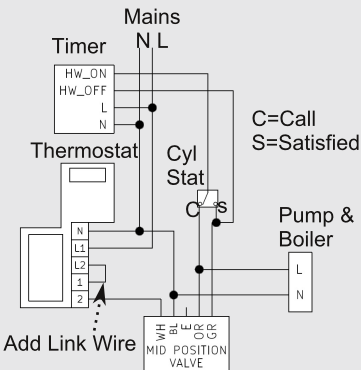 Mains
N L
Timer
HW_ON
HW_OFF
L
N
C=Call
S=Satisfied
Thermostat
Cyl
Stat
C S
N
L1
L2
1
2
Pump &
Boiler
L
N
Add Link Wire
WH
BL
E
OR
GR
MID POSITION
VALVE